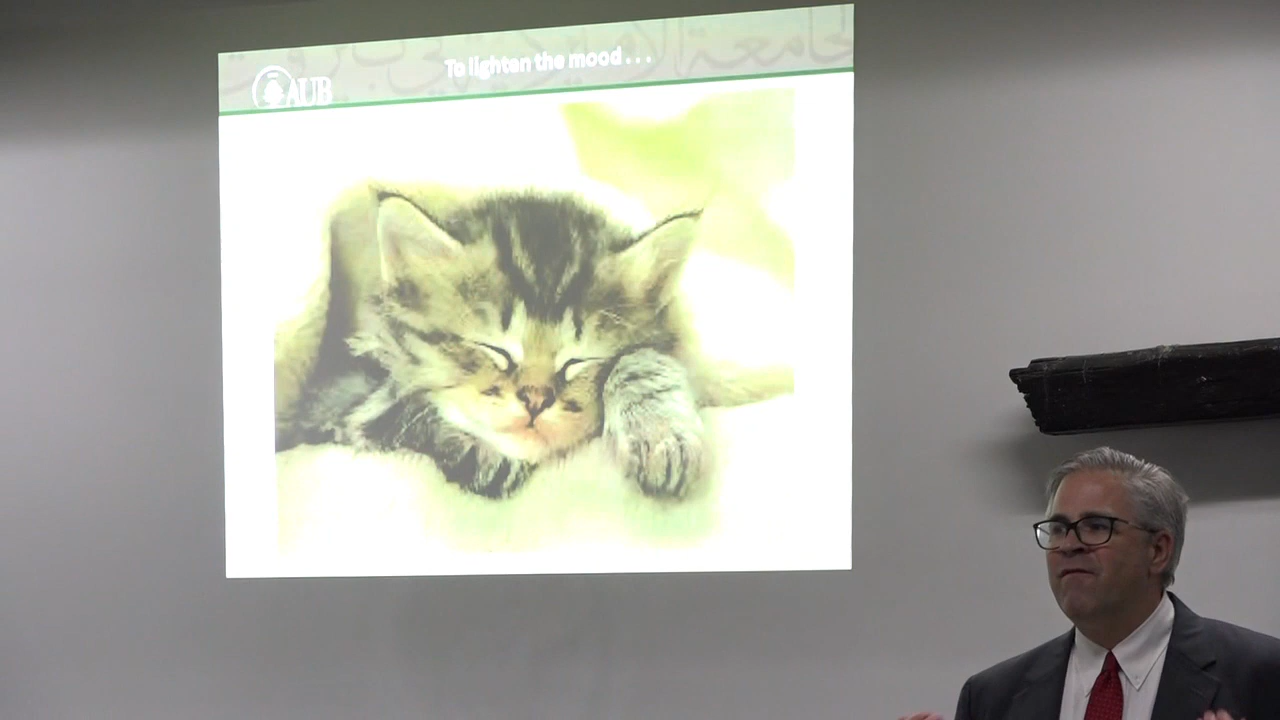 To lighten the mood . . .
AUB